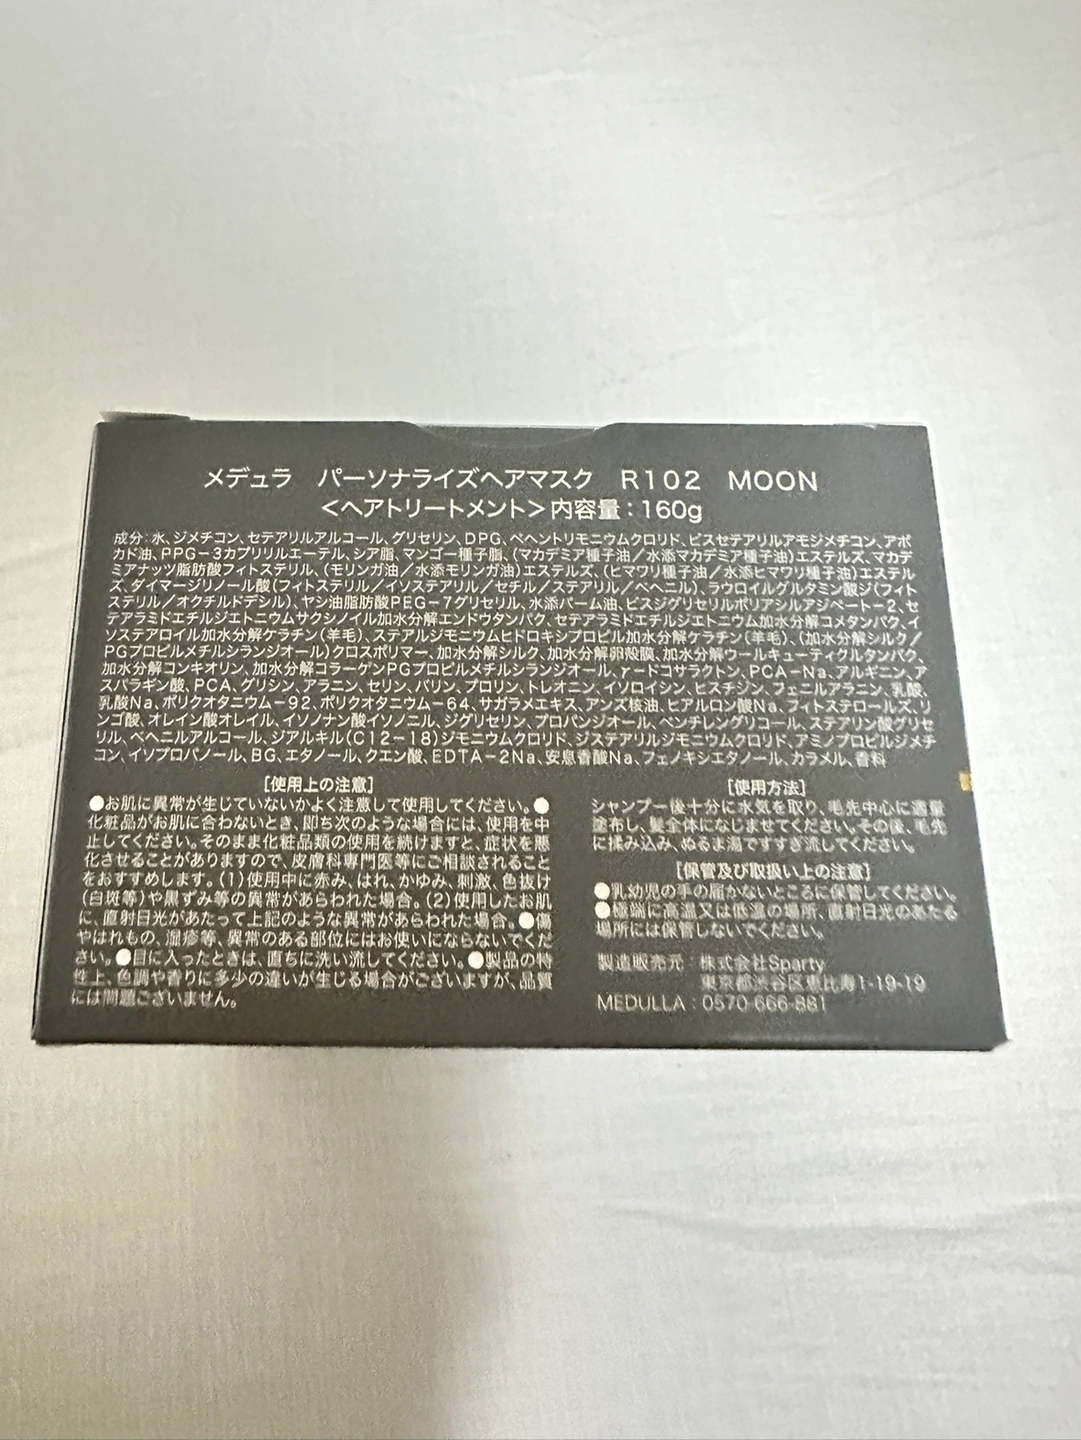 メデュラ　パーソナライズヘアマスク　R102　MOON
＜ヘアトリートメント＞内容量：160g
成分：水、ジメチコン、セテアリルアルコール、グリセリン、DPG、ベヘントリモニウムクロリド、ビスセテアリルアモジメチコン、アボ
カド油、PPG-3カプリリルエーテル、シア脂、マンゴー種子脂、(マカデミア種子油／水添マカデミア種子油)エステルズ、マカデ
ミアナッツ脂肪酸フィトステリル、(モリンガ油／水添モリンガ油)エステルズ、(ヒマワリ種子油／水添ヒマワリ種子油)エステル
ズ、ダイマージリノール酸(フィトステリル／イソステアリル／セチル／ステアリル／ベヘニル)、ラウロイルグルタミン酸ジ(フィト
ステリル／オクチルドデシル)、ヤシ油脂肪酸PEG-7グリセリル、水添パーム油、ビスジグリセリルポリアシルアジペート-2、セ
テアラミドエチルジエトニウムサクシノイル加水分解エンドウタンパク、セテアラミドエチルジエトニウム加水分解コメタンパク、イ
ソステアロイル加水分解ケラチン(羊毛)、ステアルジモニウムヒドロキシプロピル加水分解ケラチン(羊毛)、(加水分解シルク／
PGプロピルメチルシランジオール)クロスポリマー、加水分解シルク、加水分解卵殻膜、加水分解ウールキューティクルタンパク、
加水分解コンキオリン、加水分解コラーゲンPGプロピルメチルシランジオール、γ-ドコサラクトン、PCA-Na、アルギニン、ア
スパラギン酸、PCA、グリシン、アラニン、セリン、バリン、プロリン、トレオニン、イソロイシン、ヒスチジン、フェニルアラニン、乳酸、
乳酸Na、ポリクオタニウム-92、ポリクオタニウム-64、サガラメエキス、アンズ核油、ヒアルロン酸Na、フィトステロールズ、リ
ンゴ酸、オレイン酸オレイル、イソノナン酸イソノニル、ジグリセリン、プロパンジオール、ペンチレングリコール、ステアリン酸グリセ
リル、ベヘニルアルコール、ジアルキル(C12-18)ジモニウムクロリド、ジステアリルジモニウムクロリド、アミノプロピルジメチ
コン、イソプロパノール、BG、エタノール、クエン酸、EDTA-2Na、安息香酸Na、フェノキシエタノール、カラメル、香料
[使用上の注意]
●お肌に異常が生じていないかよく注意して使用してください。●
化粧品がお肌に合わないとき、即ち次のような場合には、使用を中
止してください。そのまま化粧品類の使用を続けますと、症状を悪
化させることがありますので、皮膚科専門医等にご相談されること
をおすすめします。(1)使用中に赤み、はれ、かゆみ、刺激、色抜け
(白斑等)や黒ずみ等の異常があらわれた場合。(2)使用したお肌
に、直射日光があたって上記のような異常があらわれた場合。●傷
やはれもの、湿疹等、異常のある部位にはお使いにならないでくだ
さい。●目に入ったときは、直ちに洗い流してください。●製品の特
性上、色調や香りに多少の違いが生じる場合がございますが、品質
には問題ございません。
[使用方法]
シャンプー後十分に水気を取り、毛先中心に適量
塗布し、髪全体になじませてください。その後、毛先
に揉み込み、ぬるま湯ですすぎ流してください。
[保管及び取扱い上の注意]
●乳幼児の手の届かないところに保管してください。
●極端に高温又は低温の場所、直射日光のあたる
場所には保管しないでください。
製造販売元：株式会社Sparty
東京都渋谷区恵比寿1-19-19
MEDULLA：0570-666-881